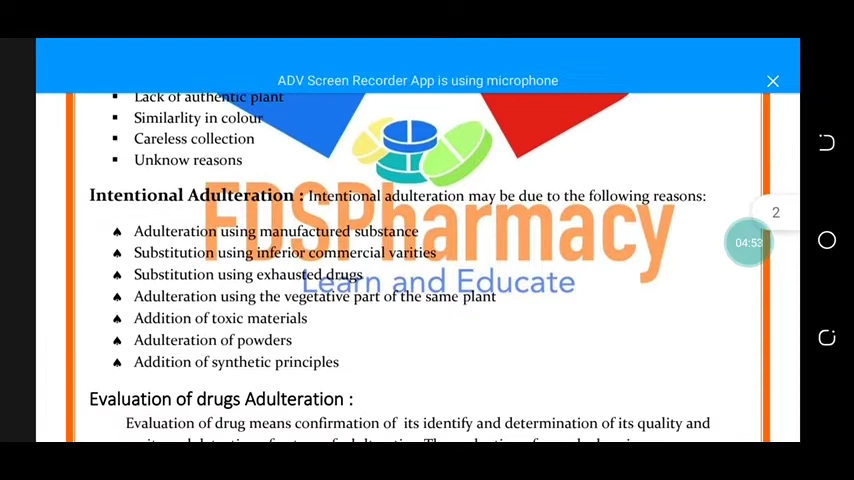 ADV Screen Recorder App is using microphone
Lack of authentic plant
Similarlity in colour
Careless collection
Unknow reasons
Intentional Adulteration : Intentional adulteration may be due to the following reasons:
Adulteration using manufactured substance
Substitution using inferior commercial varities
Substitution using exhausted drugs
Adulteration using the vegetative part of the same plant
Addition of toxic materials
Adulteration of powders
Addition of synthetic principles
FDSPharmacy
Learn and Educate
2
04:53
Evaluation of drugs Adulteration :
Evaluation of drug means confirmation of its identify and determination of its quality and